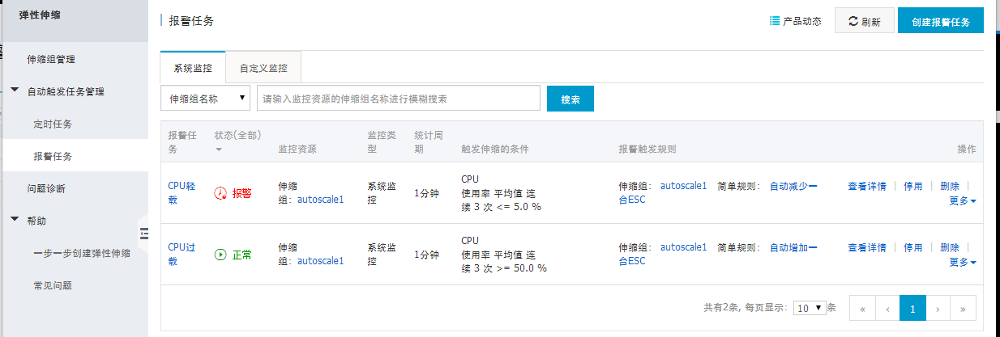 弹性伸缩
伸缩组管理
自动触发任务管理
定时任务
报警任务
问题诊断
帮助
一步一步创建弹性伸缩
常见问题
报警任务
产品动态
刷新
创建报警任务
系统监控
自定义监控
伸缩组名称
请输入监控资源的伸缩组名称进行模糊搜索
搜索
报警任
务
状态(全部)
监控资源
监控类
型
统计周
期
触发伸缩的条件
报警触发规则
操作
CPU轻
载
报警
伸缩
组：autoscale1
系统监
控
1分钟
CPU
使用率 平均值 连
续 3 次 <= 5.0 %
伸缩组： autoscale1 简单规则： 自动减少一
台ESC
查看详情 | 停用 | 删除 |
更多
CPU过
载
正常
伸缩
组：autoscale1
系统监
控
1分钟
CPU
使用率 平均值 连
续 3 次 >= 50.0 %
伸缩组： autoscale1 简单规则： 自动增加一
台ESC
查看详情 | 停用 | 删除 |
更多
共有2条, 每页显示: 10 条
« ‹ 1 › »